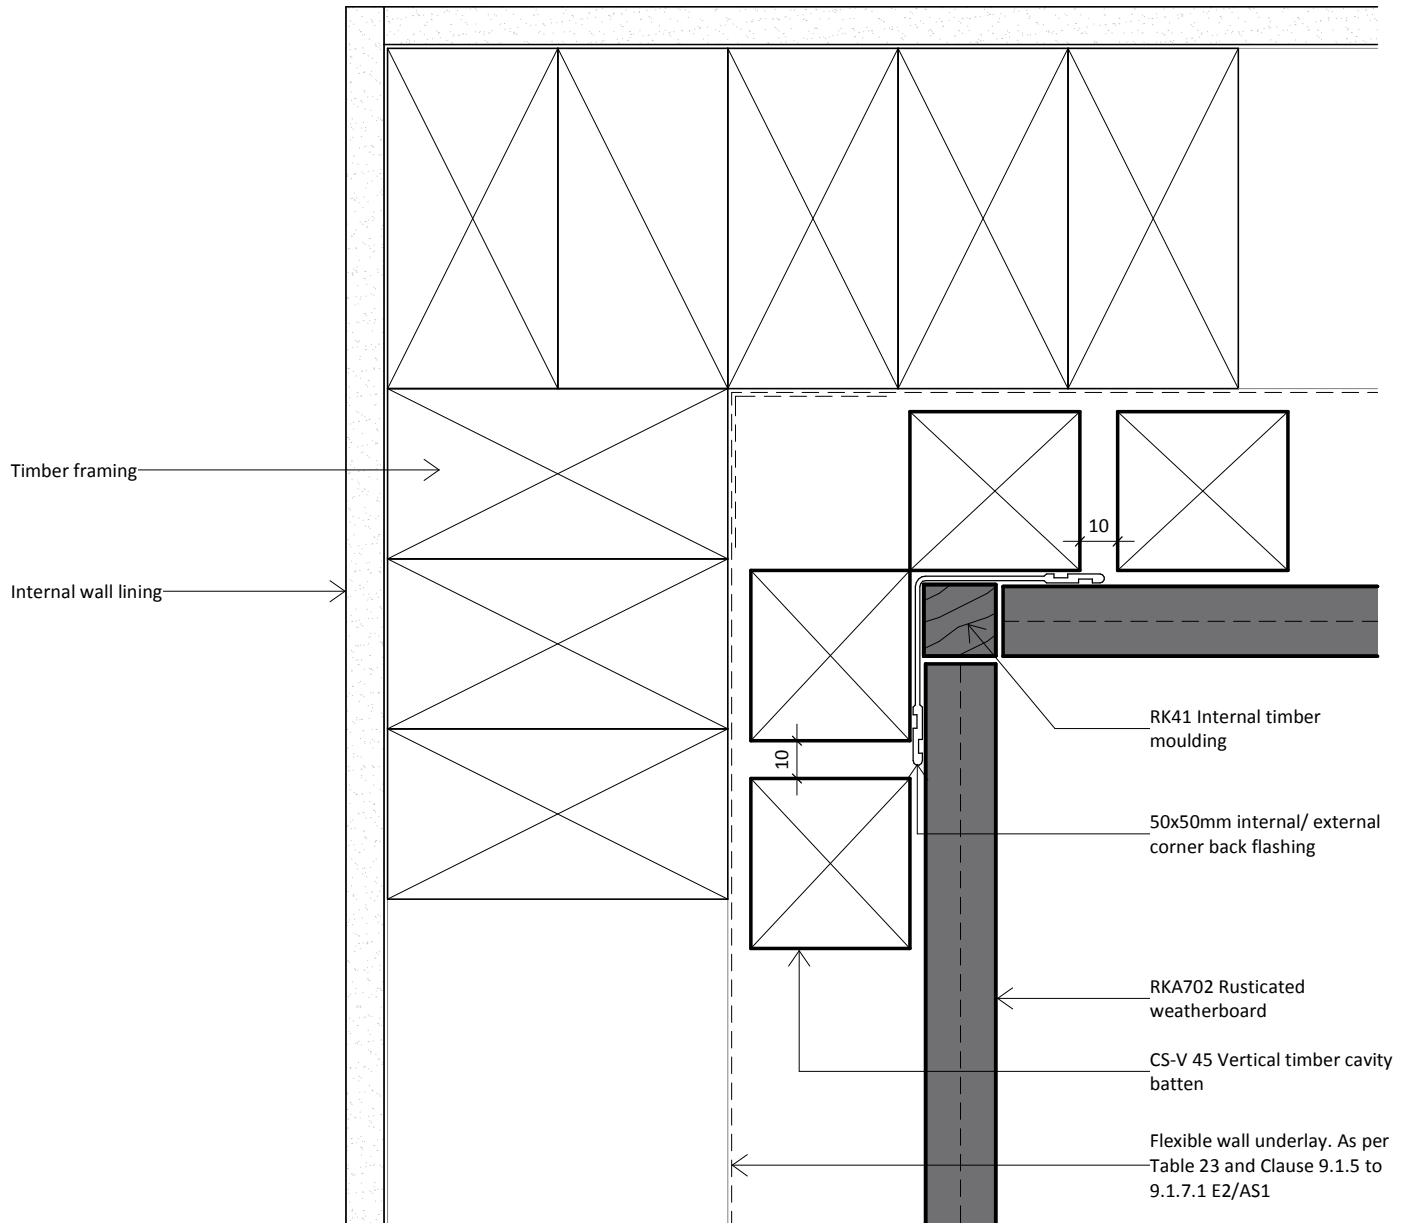 Timber framing
Internal wall lining
10
10
RK41 Internal timber
moulding
50x50mm internal/ external
corner back flashing
RKA702 Rusticated
weatherboard
CS-V 45 Vertical timber cavity
batten
Flexible wall underlay. As per
Table 23 and Clause 9.1.5 to
9.1.7.1 E2/AS1